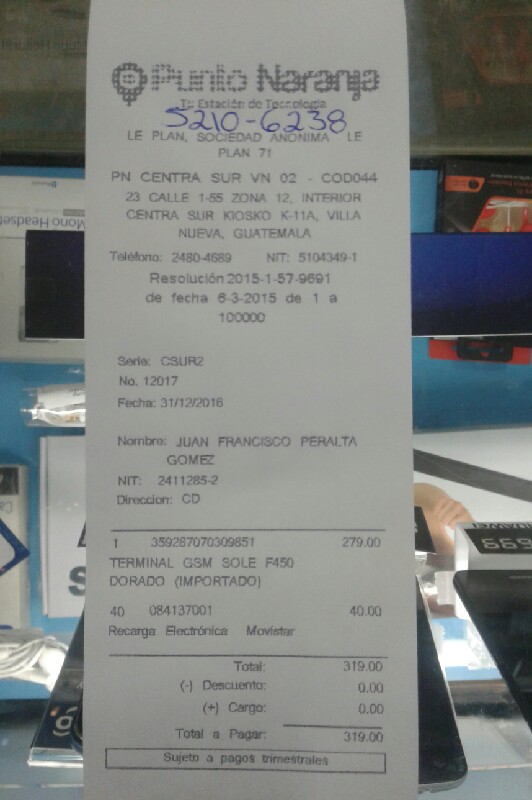 Punto Naranja
Tu Estación de Tecnología
5210-6238
LE PLAN, SOCIEDAD ANONIMA LE
PLAN 71
PN CENTRA SUR VN 02 - COD044
23 CALLE 1-55 ZONA 12, INTERIOR
CENTRA SUR KIOSKO K-11A, VILLA
NUEVA, GUATEMALA
Teléfono: 2480-4689 NIT: 5104349-1
Resolución 2015-1-57-9691
de fecha 6-3-2015 de 1 a
100000
Serie: CSUR2
No. 12017
Fecha: 31/12/2016
Nombre: JUAN FRANCISCO PERALTA
GOMEZ
NIT: 2411285-2
Direccion: CD
1 359267070309851 279.00
TERMINAL GSM SOLE F450
DORADO (IMPORTADO)
40 084137001 40.00
Recarga Electrónica Movistar
Total: 319.00
(-) Descuento: 0.00
(+) Cargo: 0.00
Total a Pagar: 319.00
Sujeto a pagos trimestrales
Mono Headset